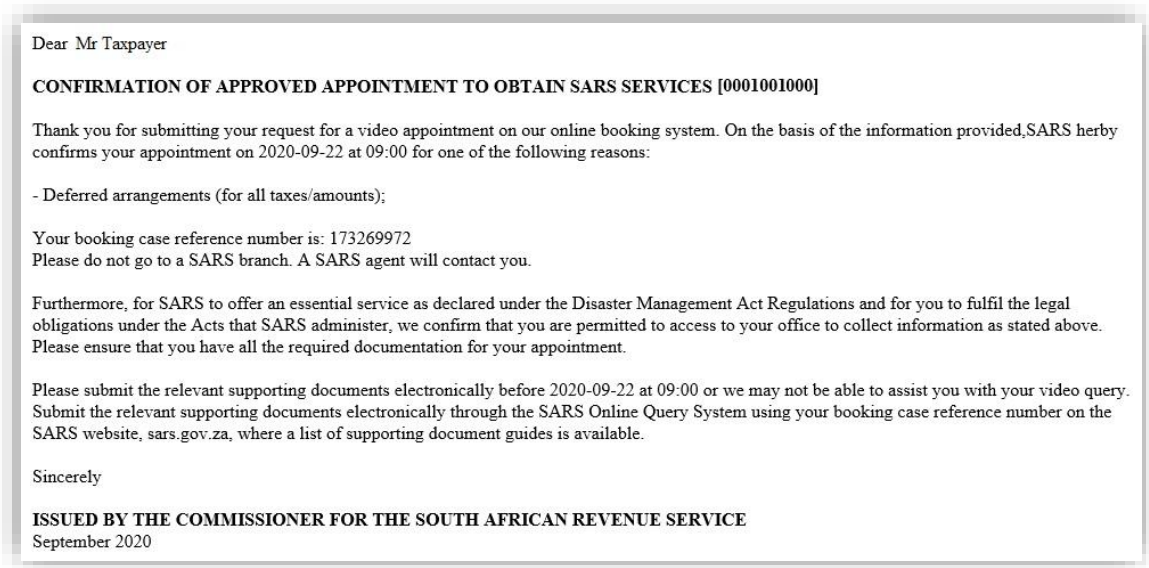 Dear Mr Taxpayer
CONFIRMATION OF APPROVED APPOINTMENT TO OBTAIN SARS SERVICES [0001001000]
Thank you for submitting your request for a video appointment on our online booking system. On the basis of the information provided,SARS herby
confirms your appointment on 2020-09-22 at 09:00 for one of the following reasons:
- Deferred arrangements (for all taxes/amounts);
Your booking case reference number is: 173269972
Please do not go to a SARS branch. A SARS agent will contact you.
Furthermore, for SARS to offer an essential service as declared under the Disaster Management Act Regulations and for you to fulfil the legal
obligations under the Acts that SARS administer, we confirm that you are permitted to access to your office to collect information as stated above.
Please ensure that you have all the required documentation for your appointment.
Please submit the relevant supporting documents electronically before 2020-09-22 at 09:00 or we may not be able to assist you with your video query.
Submit the relevant supporting documents electronically through the SARS Online Query System using your booking case reference number on the
SARS website, sars.gov.za, where a list of supporting document guides is available.
Sincerely
ISSUED BY THE COMMISSIONER FOR THE SOUTH AFRICAN REVENUE SERVICE
September 2020